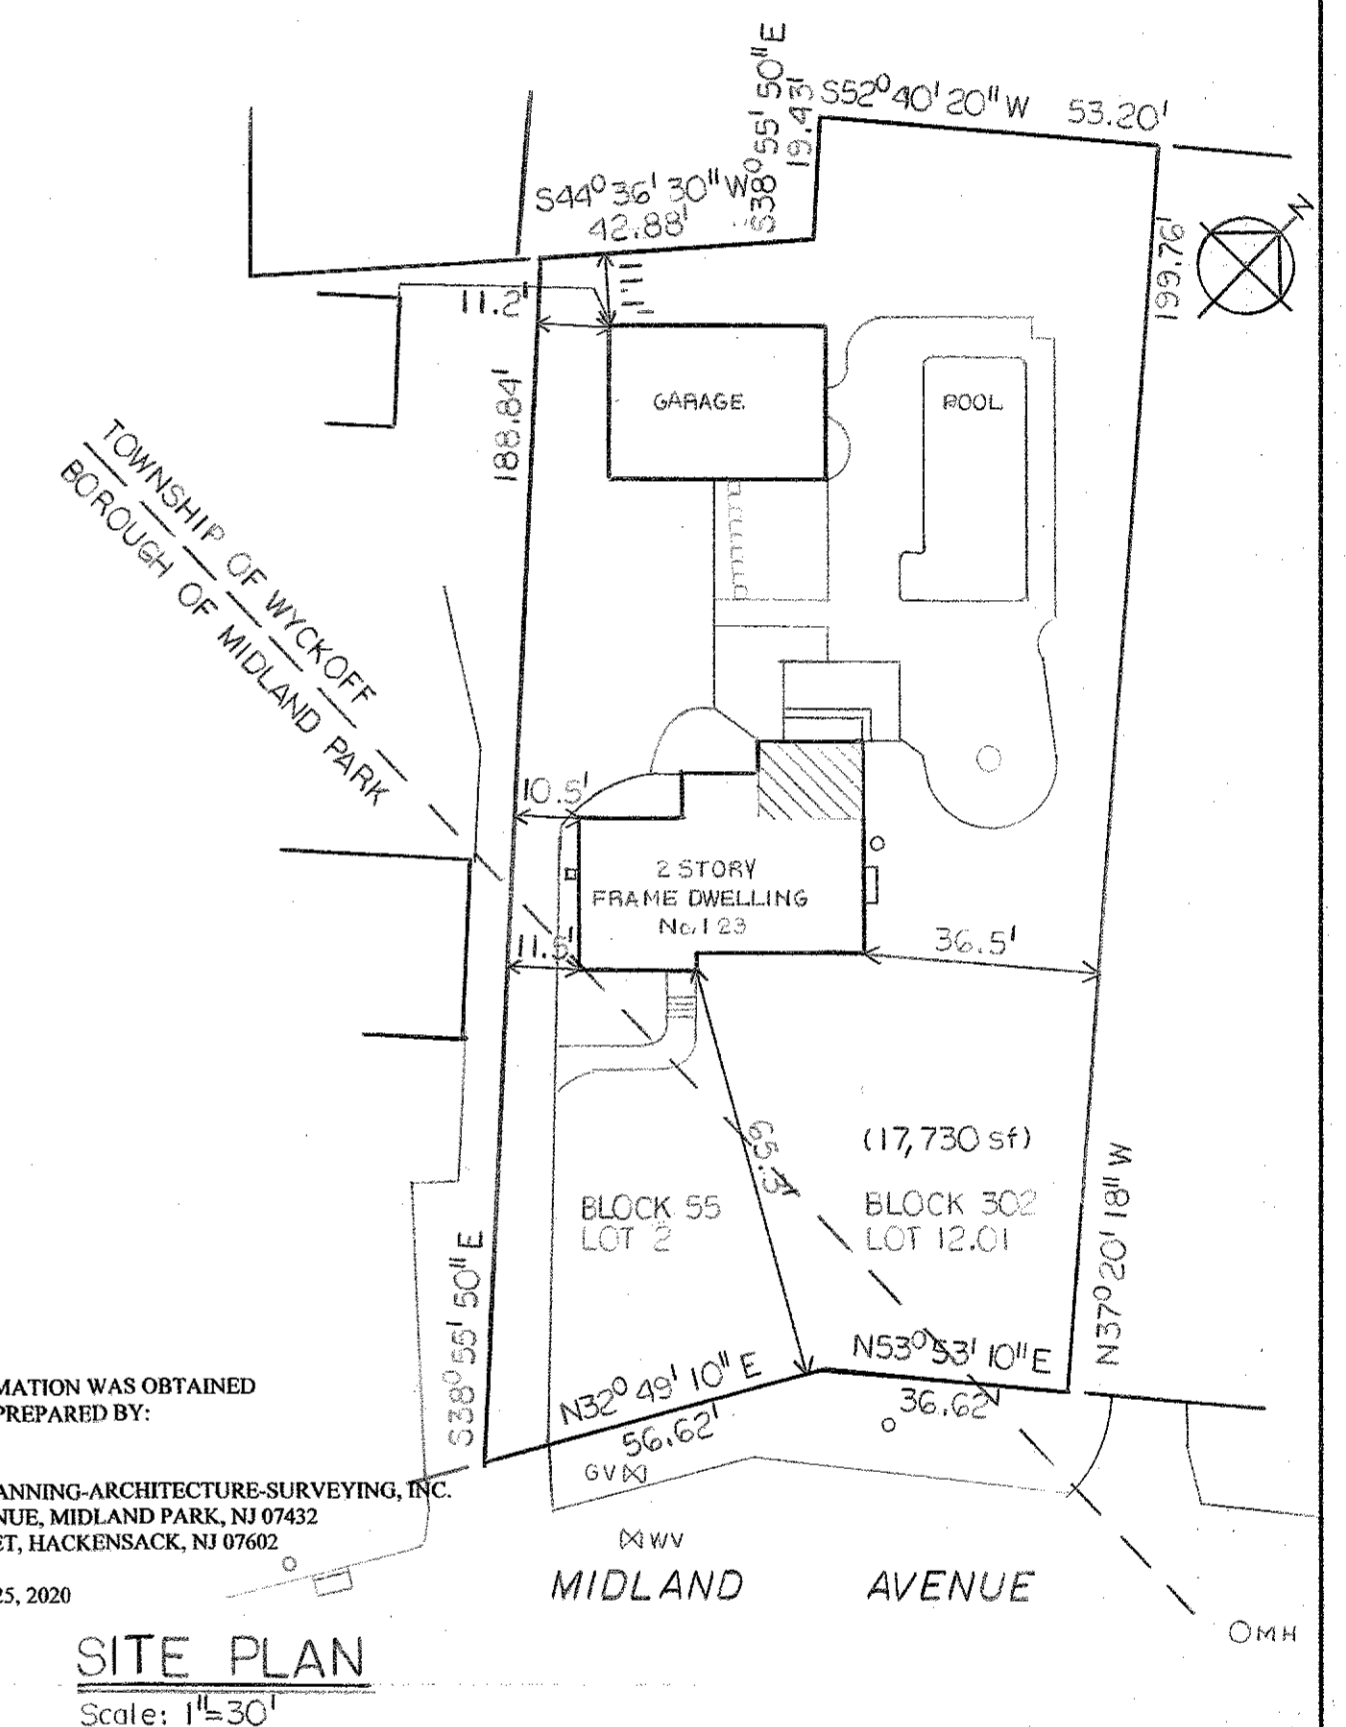 S38° 55' 50" E
19.43'
S52° 40' 20" W 53.20'
S44° 36' 30" W
42.88'
N
199.76'
11.1'
11.2'
188.84'
GARAGE
POOL
TOWNSHIP OF WYCKOFF
BOROUGH OF MIDLAND PARK
10.5'
2 STORY
FRAME DWELLING
No.123
11.5'
36.5'
65.3'
(17,730 sf)
BLOCK 55
LOT 2
BLOCK 302
LOT 12.01
N37° 20' 18" W
S38° 55' 50" E
N32° 49' 10" E
56.62'
N53° 53' 10" E
36.62'
GV
WV
MATION WAS OBTAINED
PREPARED BY:
ANNING-ARCHITECTURE-SURVEYING, INC.
NUE, MIDLAND PARK, NJ 07432
ET, HACKENSACK, NJ 07602
25, 2020
MIDLAND AVENUE
MH
SITE PLAN
Scale: 1"=30'